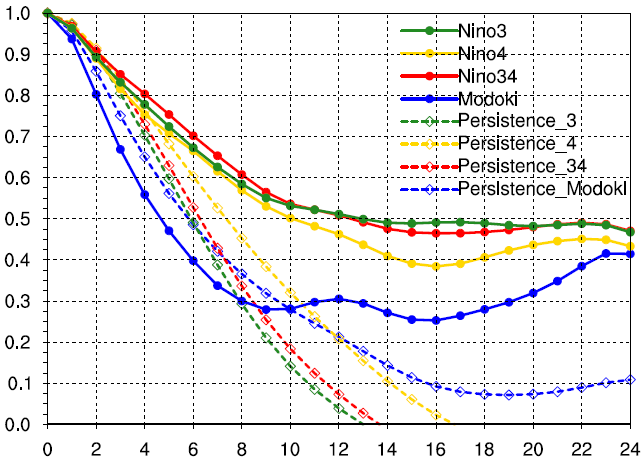 1.0
0.9
0.8
0.7
0.6
0.5
0.4
0.3
0.2
0.1
0.0
Nino3
Nino4
Nino34
Modoki
Persistence_3
Persistence_4
Persistence_34
Persistence_Modoki
0 2 4 6 8 10 12 14 16 18 20 22 24